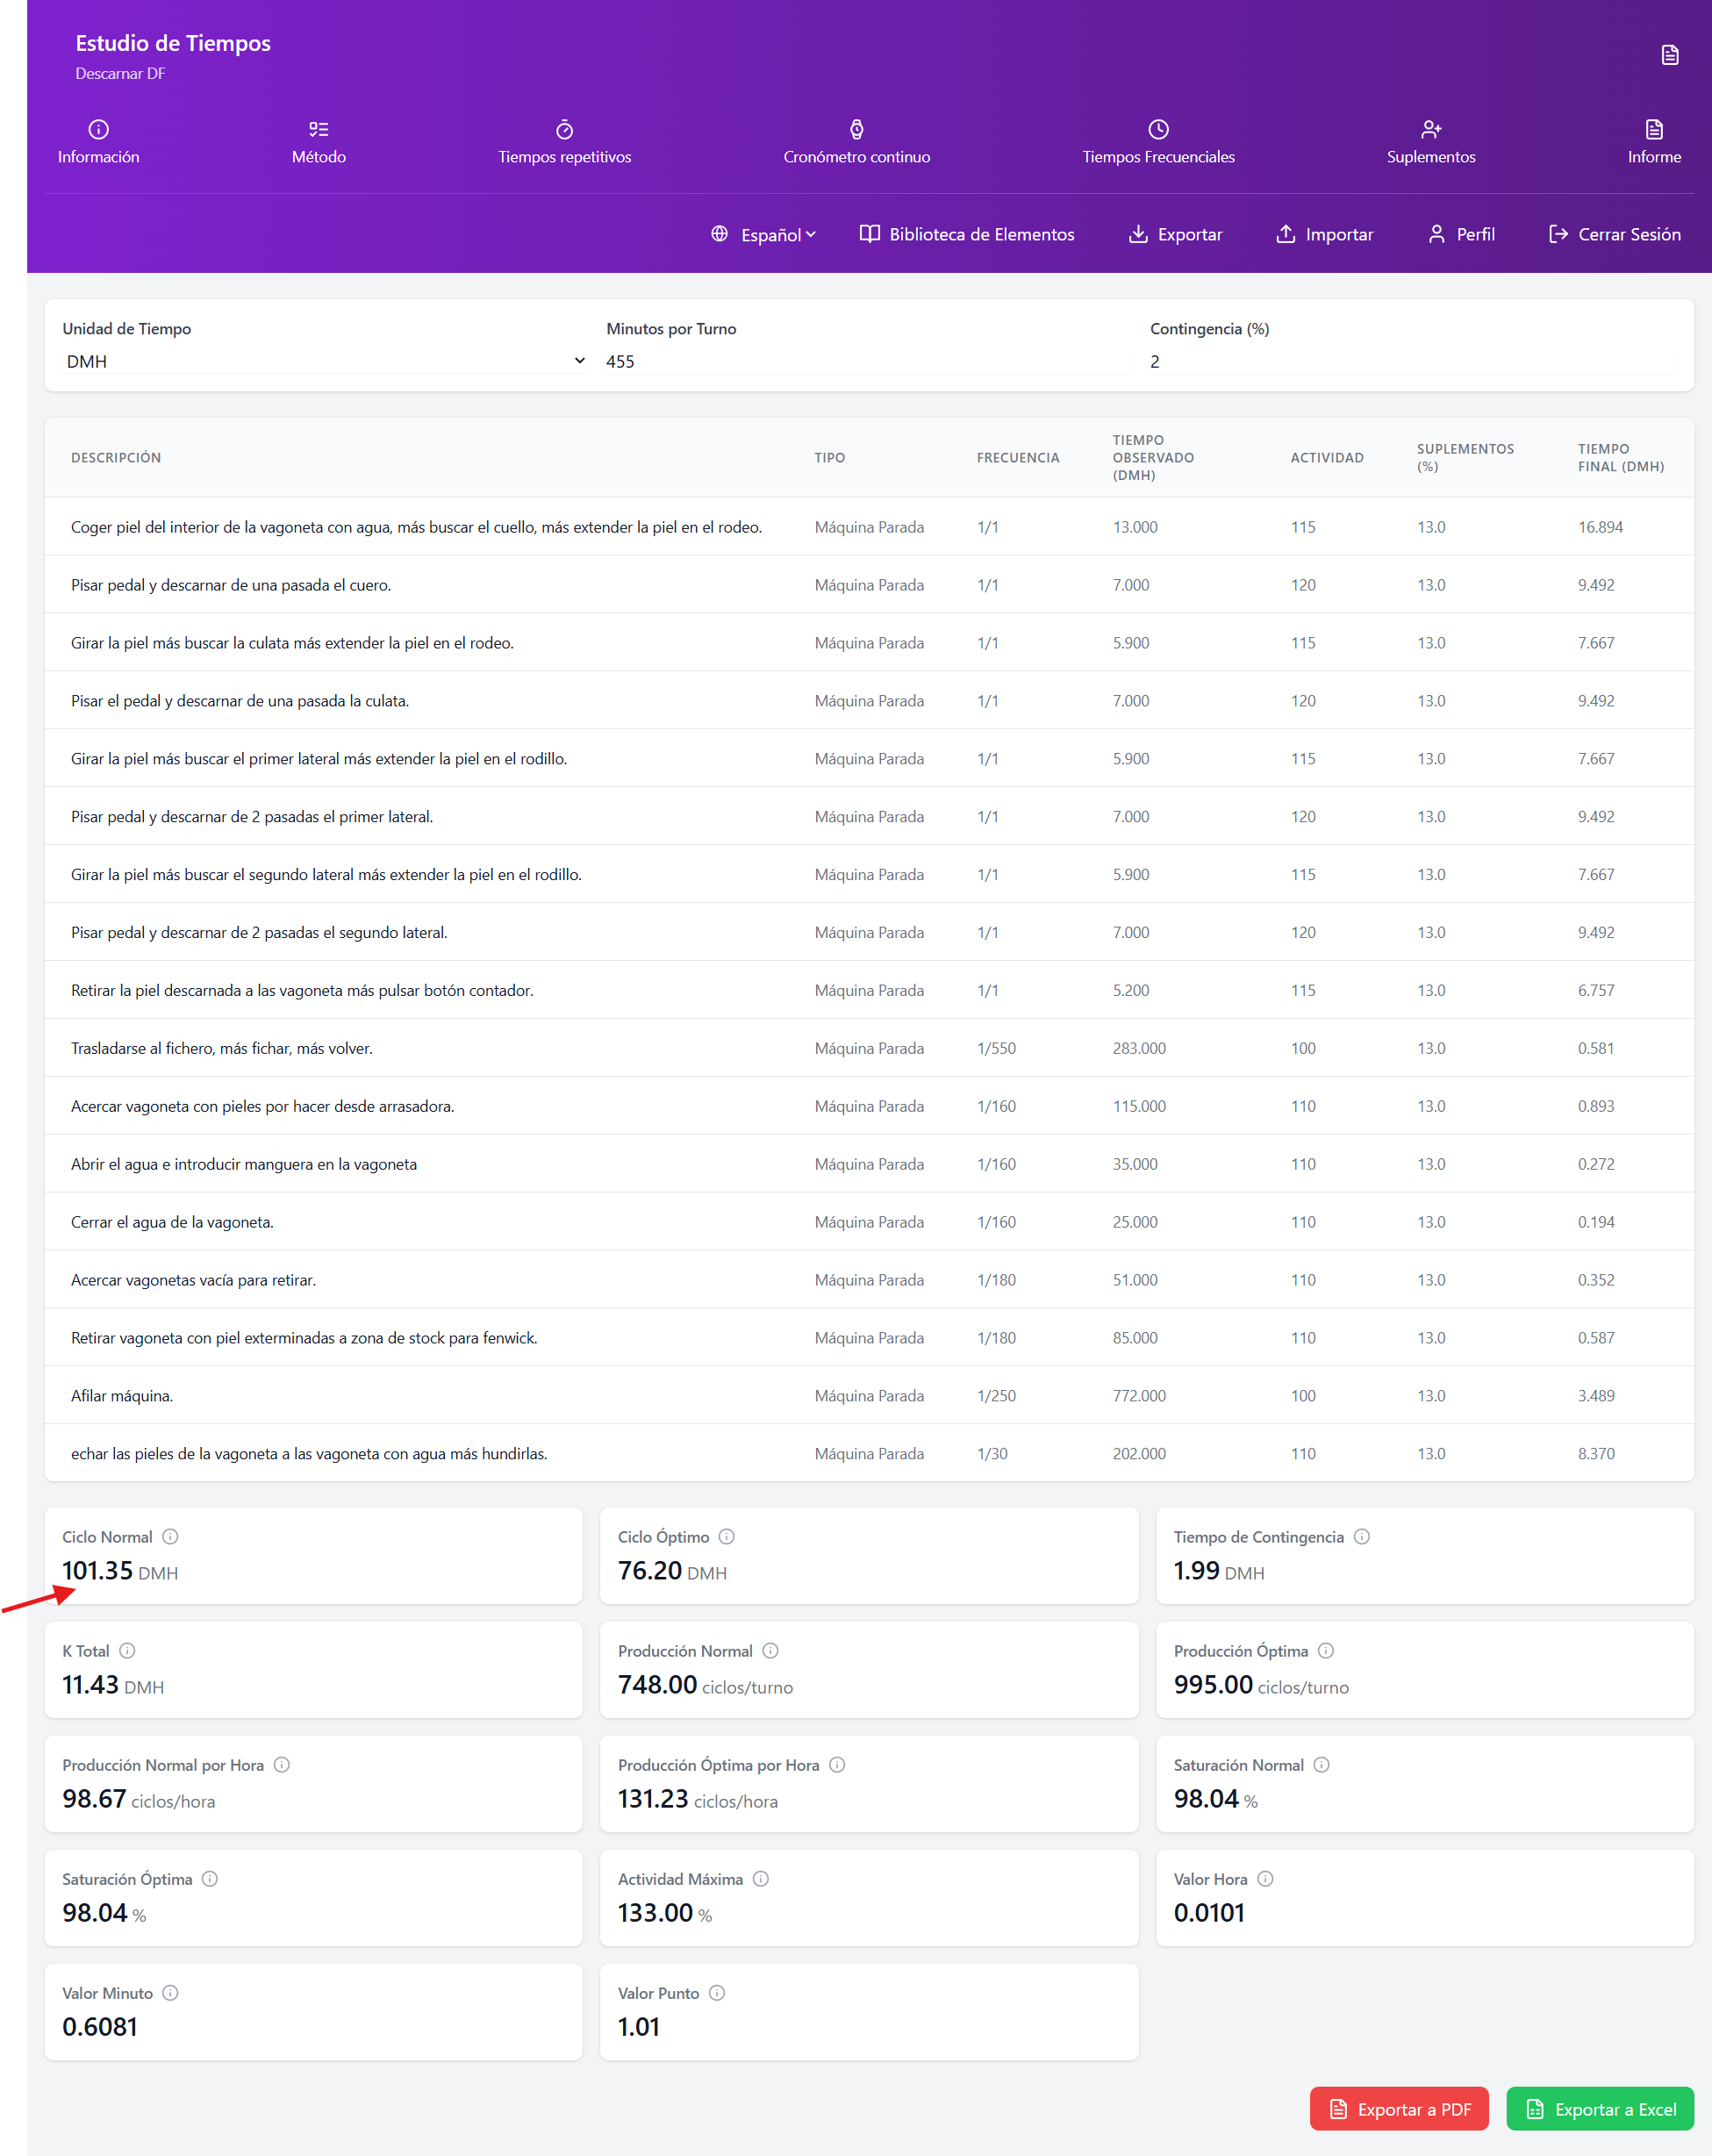 Estudio de Tiempos
Descarnar DF
Información Método Tiempos repetitivos Cronómetro continuo Tiempos Frecuenciales Suplementos Informe
Español Biblioteca de Elementos Exportar Importar Perfil Cerrar Sesión
Unidad de Tiempo Minutos por Turno Contingencia (%)
DMH 455 2
DESCRIPCIÓN TIPO FRECUENCIA TIEMPO OBSERVADO (DMH) ACTIVIDAD SUPLEMENTOS (%) TIEMPO FINAL (DMH)
Coger piel del interior de la vagoneta con agua, más buscar el cuello, más extender la piel en el rodeo. Máquina Parada 1/1 13.000 115 13.0 16.894
Pisar pedal y descarnar de una pasada el cuero. Máquina Parada 1/1 7.000 120 13.0 9.492
Girar la piel más buscar la culata más extender la piel en el rodeo. Máquina Parada 1/1 5.900 115 13.0 7.667
Pisar el pedal y descarnar de una pasada la culata. Máquina Parada 1/1 7.000 120 13.0 9.492
Girar la piel más buscar el primer lateral más extender la piel en el rodillo. Máquina Parada 1/1 5.900 115 13.0 7.667
Pisar pedal y descarnar de 2 pasadas el primer lateral. Máquina Parada 1/1 7.000 120 13.0 9.492
Girar la piel más buscar el segundo lateral más extender la piel en el rodillo. Máquina Parada 1/1 5.900 115 13.0 7.667
Pisar pedal y descarnar de 2 pasadas el segundo lateral. Máquina Parada 1/1 7.000 120 13.0 9.492
Retirar la piel descarnada a las vagoneta más pulsar botón contador. Máquina Parada 1/1 5.200 115 13.0 6.757
Trasladarse al fichero, más fichar, más volver. Máquina Parada 1/550 283.000 100 13.0 0.581
Acercar vagoneta con pieles por hacer desde arrasadora. Máquina Parada 1/160 115.000 110 13.0 0.893
Abrir el agua e introducir manguera en la vagoneta Máquina Parada 1/160 35.000 110 13.0 0.272
Cerrar el agua de la vagoneta. Máquina Parada 1/160 25.000 110 13.0 0.194
Acercar vagonetas vacía para retirar. Máquina Parada 1/180 51.000 110 13.0 0.352
Retirar vagoneta con piel exterminadas a zona de stock para fenwick. Máquina Parada 1/180 85.000 110 13.0 0.587
Afilar máquina. Máquina Parada 1/250 772.000 100 13.0 3.489
echar las pieles de la vagoneta a las vagoneta con agua más hundirlas. Máquina Parada 1/30 202.000 110 13.0 8.370
Ciclo Normal Ciclo Óptimo Tiempo de Contingencia
101.35 DMH 76.20 DMH 1.99 DMH
K Total Producción Normal Producción Óptima
11.43 DMH 748.00 ciclos/turno 995.00 ciclos/turno
Producción Normal por Hora Producción Óptima por Hora Saturación Normal
98.67 ciclos/hora 131.23 ciclos/hora 98.04 %
Saturación Óptima Actividad Máxima Valor Hora
98.04 % 133.00 % 0.0101
Valor Minuto Valor Punto
0.6081 1.01
Exportar a PDF Exportar a Excel